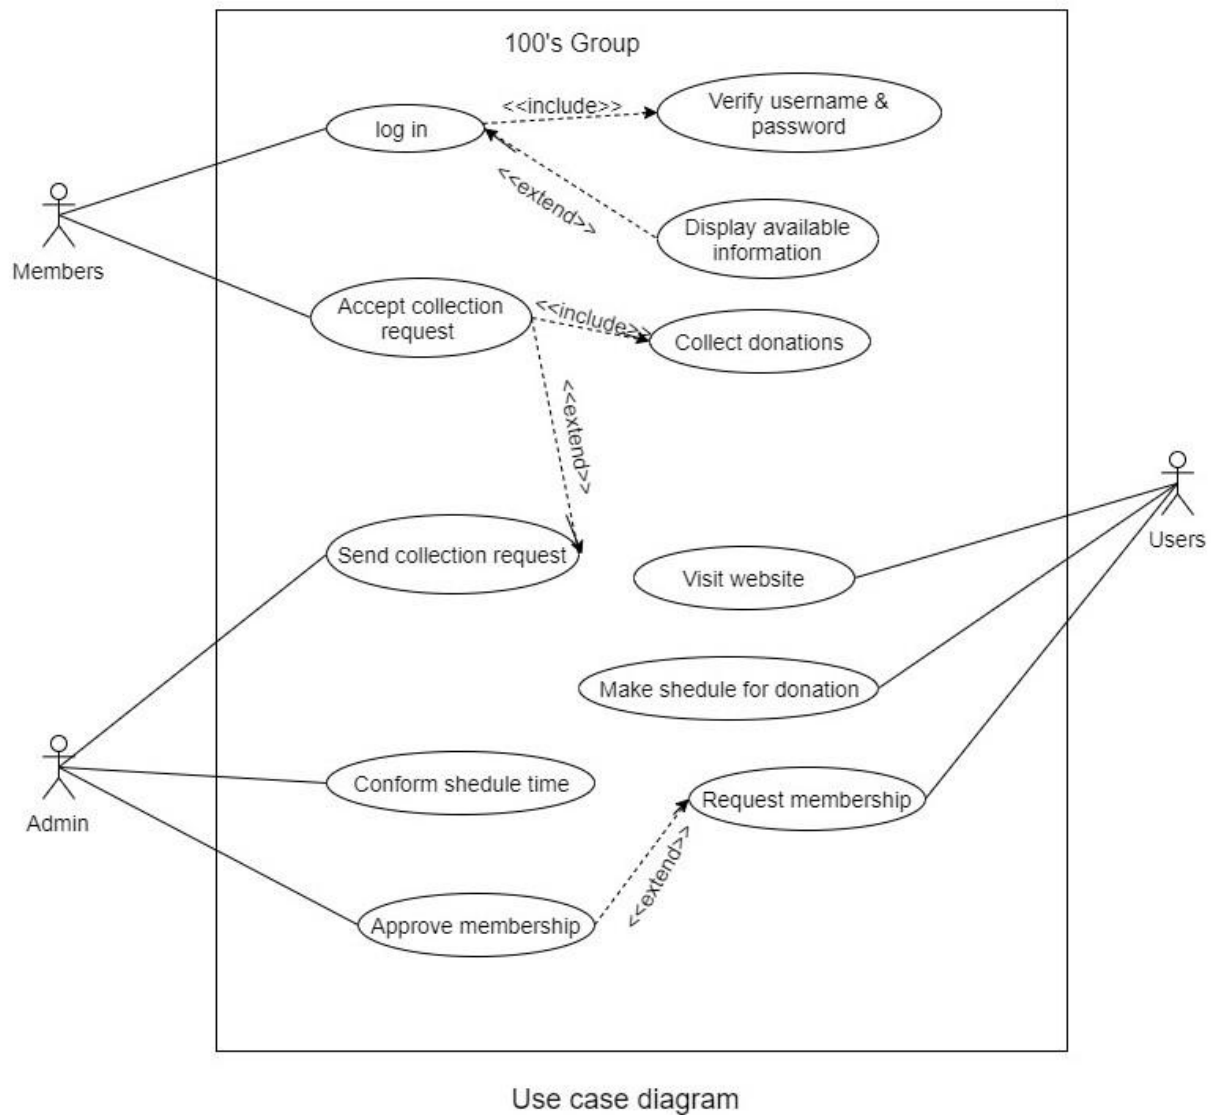 100's Group
<<include>>
Verify username &
password
log in
<<extend>>
Display available
information
Members
Accept collection
request
<<include>>
Collect donations
<<extend>>
Send collection request
Users
Visit website
Make shedule for donation
Admin
Conform shedule time
Request membership
<<extend>>
Approve membership
Use case diagram